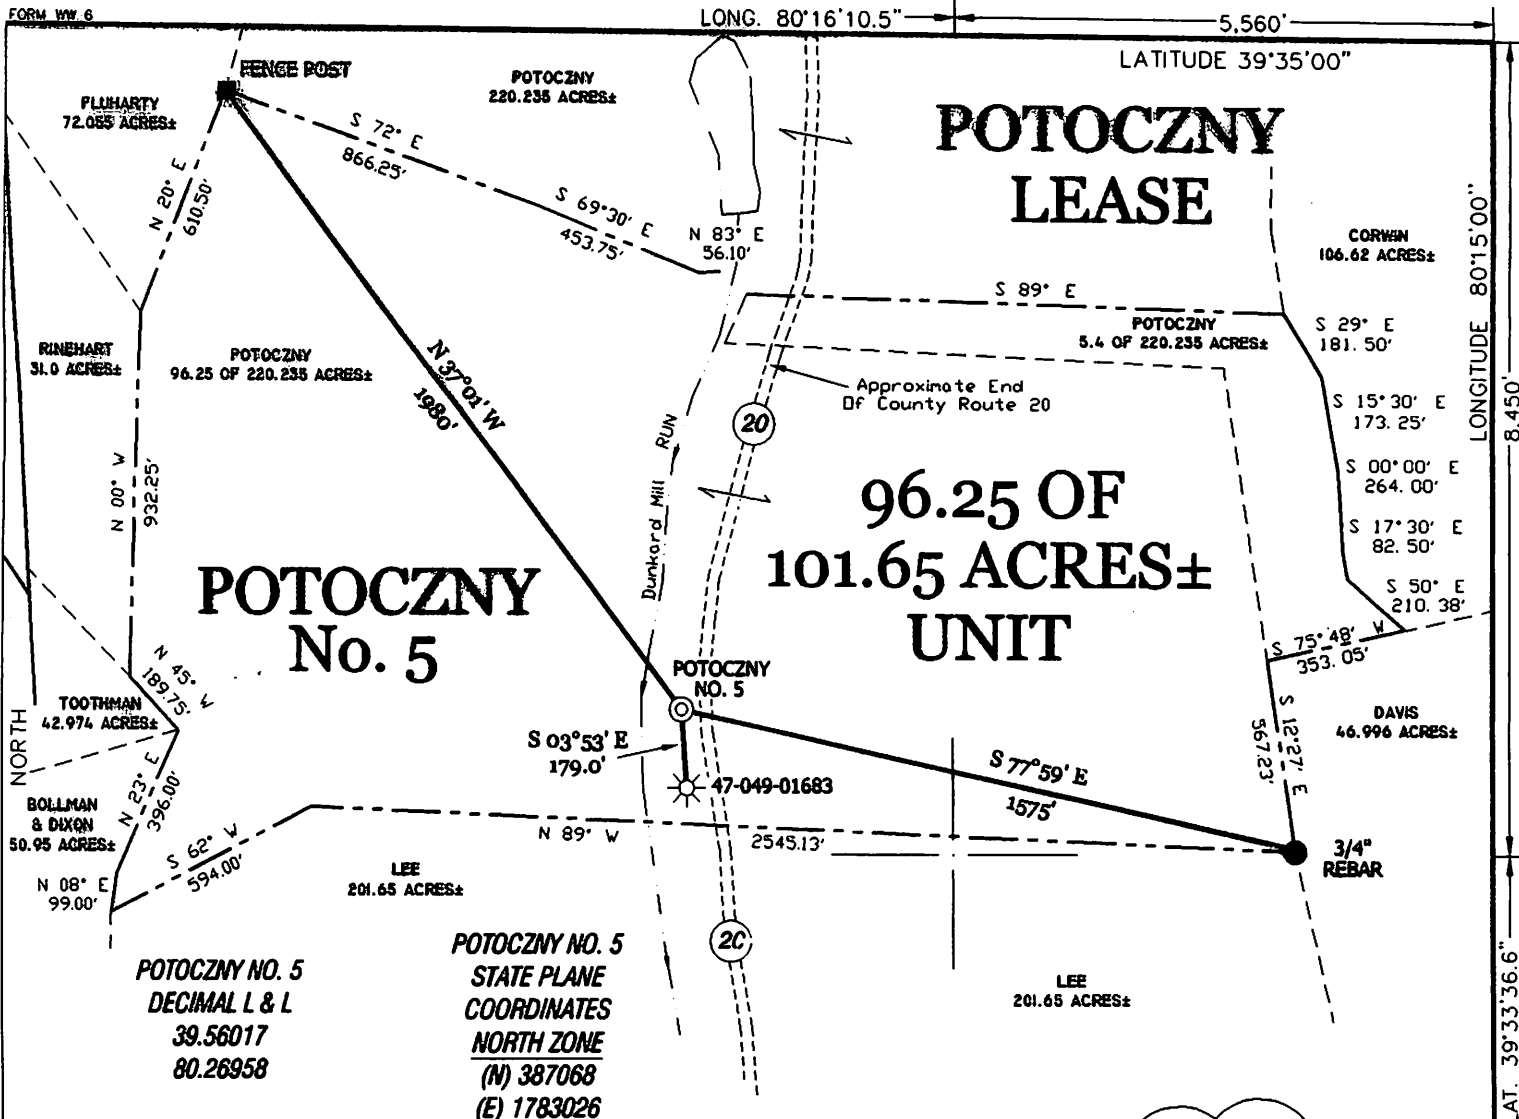 FORM WW 6
LONG. 80°16'10.5"
5,560'
LATITUDE 39°35'00"
FENCE POST
PLUHARTY
72.055 ACRES±
POTOCZNY
220.235 ACRES±
POTOCZNY
LEASE
S 72° E
866.25'
N 20° E
610.50'
S 69°30' E
453.75'
N 83° E
56.10'
CORWIN
106.62 ACRES±
LONGITUDE 80°15'00"
8,450'
S 89° E
POTOCZNY
5.4 OF 220.235 ACRES±
S 29° E
181.50'
RINEHART
31.0 ACRES±
POTOCZNY
96.25 OF 220.235 ACRES±
N 37°01' W
1980'
Approximate End
Of County Route 20
20
S 15°30' E
173.25'
Dunkard Mill RUN
N 00° W
932.25'
S 00°00' E
264.00'
96.25 OF
101.65 ACRES±
UNIT
S 17°30' E
82.50'
POTOCZNY
No. 5
S 50° E
210.38'
S 75°48' W
353.05'
N 45° W
189.75'
POTOCZNY
NO. 5
TOOTHMAN
42.974 ACRES±
NORTH
S 12°27' E
567.23'
DAVIS
46.996 ACRES±
S 03°53' E
179.0'
S 77°59' E
1575'
47-049-01683
N 23° E
396.00'
BOLLMAN
& DIXON
50.95 ACRES±
N 89° W
2545.13'
S 62° W
594.00'
3/4"
REBAR
LEE
201.65 ACRES±
N 08° E
99.00'
20
POTOCZNY NO. 5
DECIMAL L & L
39.56017
80.26958
POTOCZNY NO. 5
STATE PLANE
COORDINATES
NORTH ZONE
(N) 387068
(E) 1783026
LEE
201.65 ACRES±
LAT. 39°33'36.6"